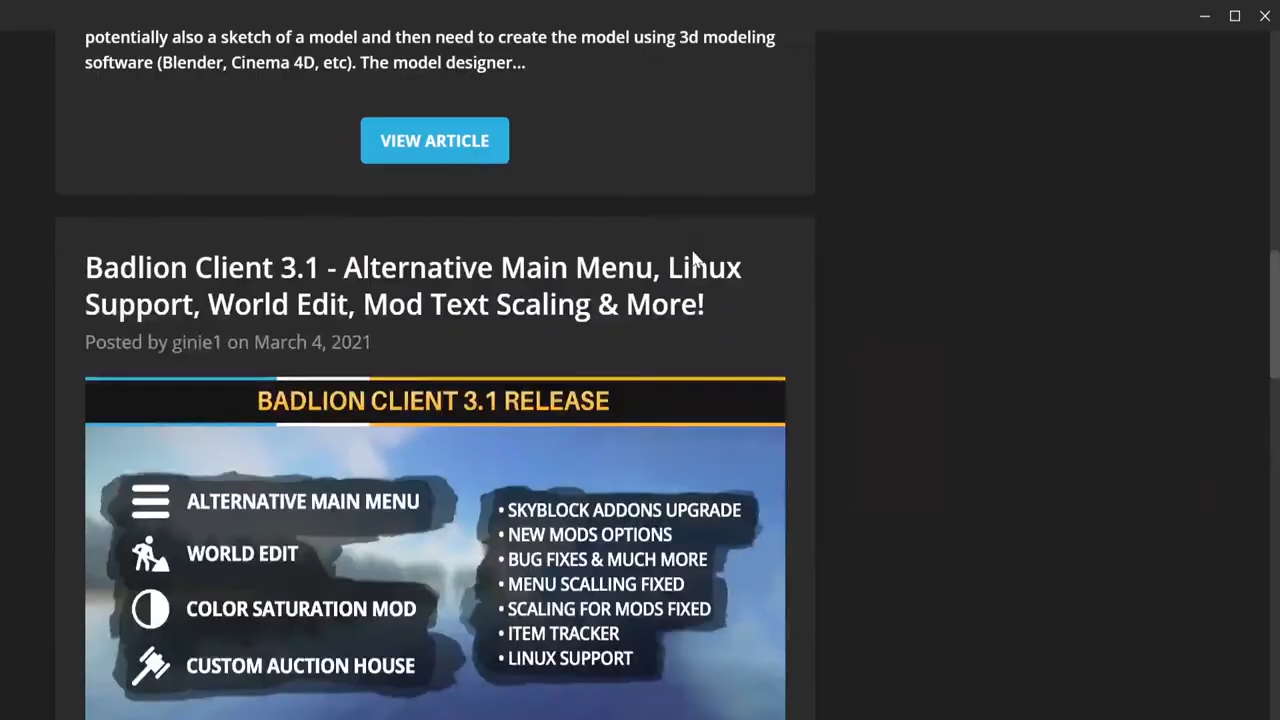 potentially also a sketch of a model and then need to create the model using 3d modeling
software (Blender, Cinema 4D, etc). The model designer...
VIEW ARTICLE
Badlion Client 3.1 - Alternative Main Menu, Linux
Support, World Edit, Mod Text Scaling & More!
Posted by ginie1 on March 4, 2021
BADLION CLIENT 3.1 RELEASE
ALTERNATIVE MAIN MENU
WORLD EDIT
COLOR SATURATION MOD
CUSTOM AUCTION HOUSE
• SKYBLOCK ADDONS UPGRADE
• NEW MODS OPTIONS
• BUG FIXES & MUCH MORE
• MENU SCALLING FIXED
• SCALING FOR MODS FIXED
• ITEM TRACKER
• LINUX SUPPORT